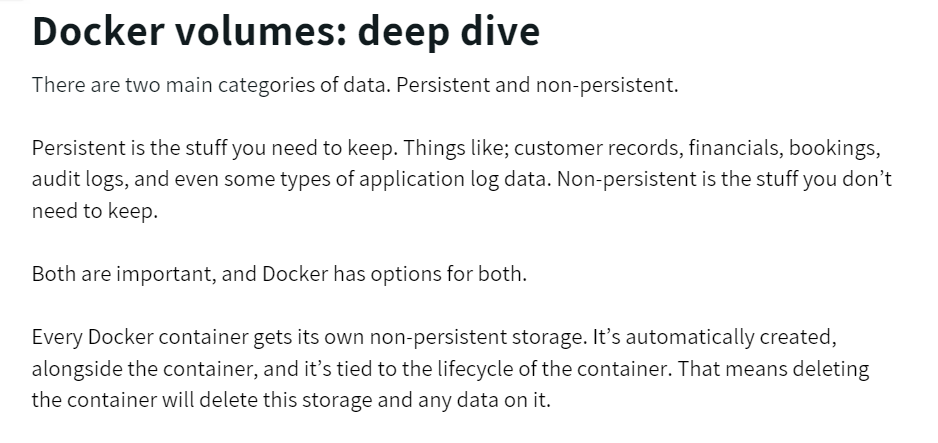 Docker volumes: deep dive
There are two main categories of data. Persistent and non-persistent.
Persistent is the stuff you need to keep. Things like; customer records, financials, bookings,
audit logs, and even some types of application log data. Non-persistent is the stuff you don’t
need to keep.
Both are important, and Docker has options for both.
Every Docker container gets its own non-persistent storage. It’s automatically created,
alongside the container, and it’s tied to the lifecycle of the container. That means deleting
the container will delete this storage and any data on it.